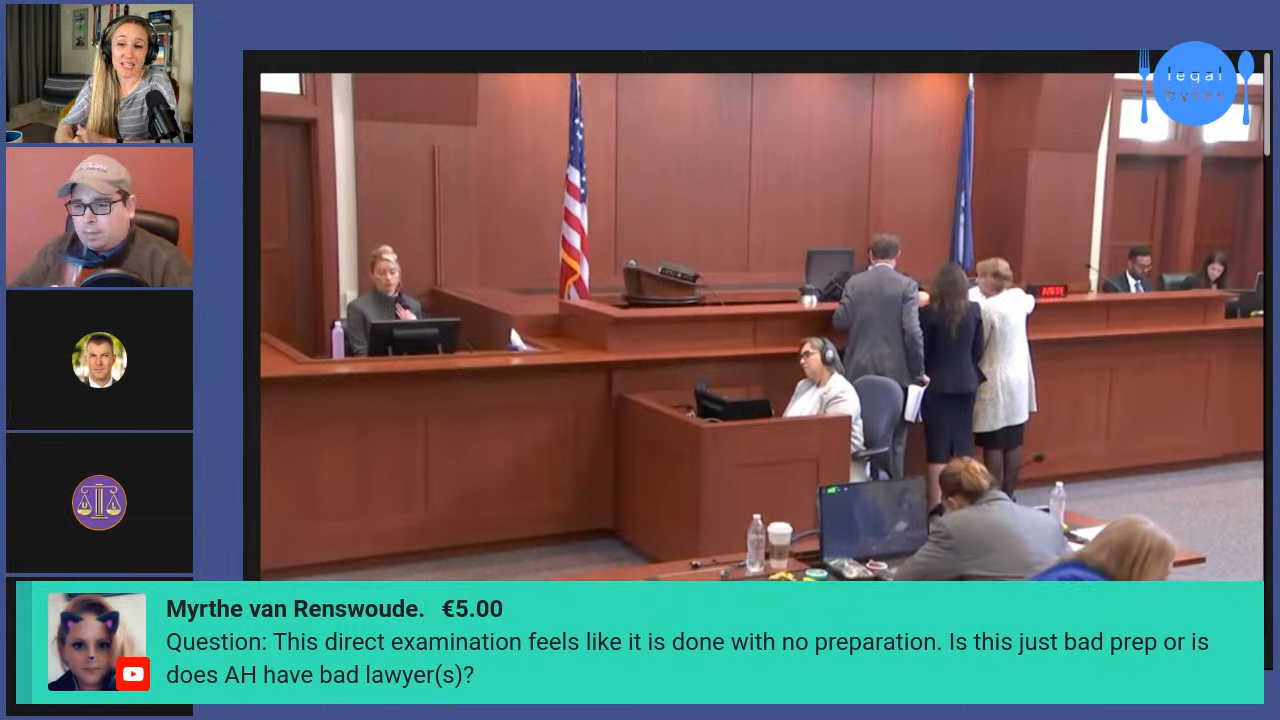 legal
bytes
Myrthe van Renswoude. €5.00
Question: This direct examination feels like it is done with no preparation. Is this just bad prep or is
does AH have bad lawyer(s)?